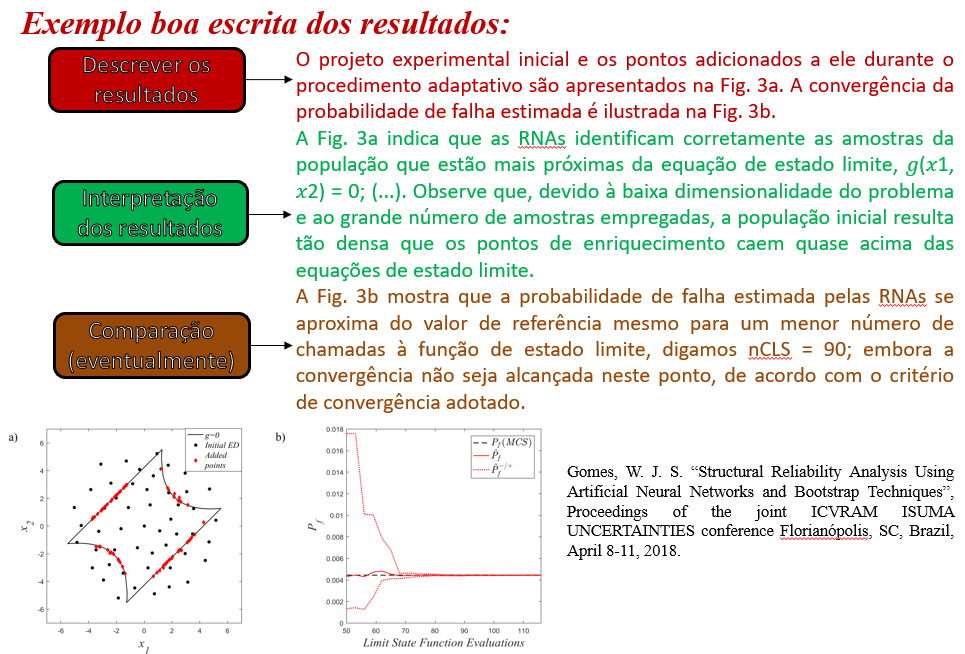 Exemplo boa escrita dos resultados:
Descrever os
resultados
O projeto experimental inicial e os pontos adicionados a ele durante o
procedimento adaptativo são apresentados na Fig. 3a. A convergência da
probabilidade de falha estimada é ilustrada na Fig. 3b.
Interpretação
dos resultados
A Fig. 3a indica que as RNAs identificam corretamente as amostras da
população que estão mais próximas da equação de estado limite, g(x1,
x2) = 0; (...). Observe que, devido à baixa dimensionalidade do problema
e ao grande número de amostras empregadas, a população inicial resulta
tão densa que os pontos de enriquecimento caem quase acima das
equações de estado limite.
Comparação
(eventualmente)
A Fig. 3b mostra que a probabilidade de falha estimada pelas RNAs se
aproxima do valor de referência mesmo para um menor número de
chamadas à função de estado limite, digamos nCLS = 90; embora a
convergência não seja alcançada neste ponto, de acordo com o critério
de convergência adotado.
a)
g=0
Initial ED
Added
points
6
4
2
0
-2
-4
-6
x2
-6 -4 -2 0 2 4 6
x1
b)
P_f(MCS)
P̂_f
P̂_f^-/+
0.018
0.016
0.014
0.012
0.01
0.008
0.006
0.004
0.002
0
P_f
50 60 70 80 90 100 110
Limit State Function Evaluations
Gomes, W. J. S. “Structural Reliability Analysis Using
Artificial Neural Networks and Bootstrap Techniques”,
Proceedings of the joint ICVRAM ISUMA
UNCERTAINTIES conference Florianópolis, SC, Brazil,
April 8-11, 2018.